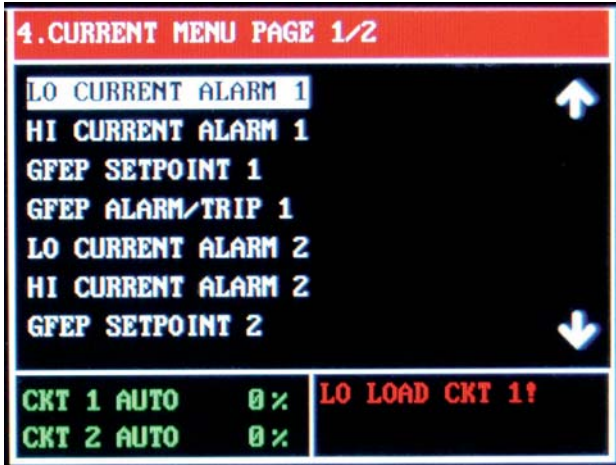 4.CURRENT MENU PAGE 1/2
LO CURRENT ALARM 1
HI CURRENT ALARM 1
GFEP SETPOINT 1
GFEP ALARM/TRIP 1
LO CURRENT ALARM 2
HI CURRENT ALARM 2
GFEP SETPOINT 2
CKT 1 AUTO 0%
CKT 2 AUTO 0%
LO LOAD CKT 1!